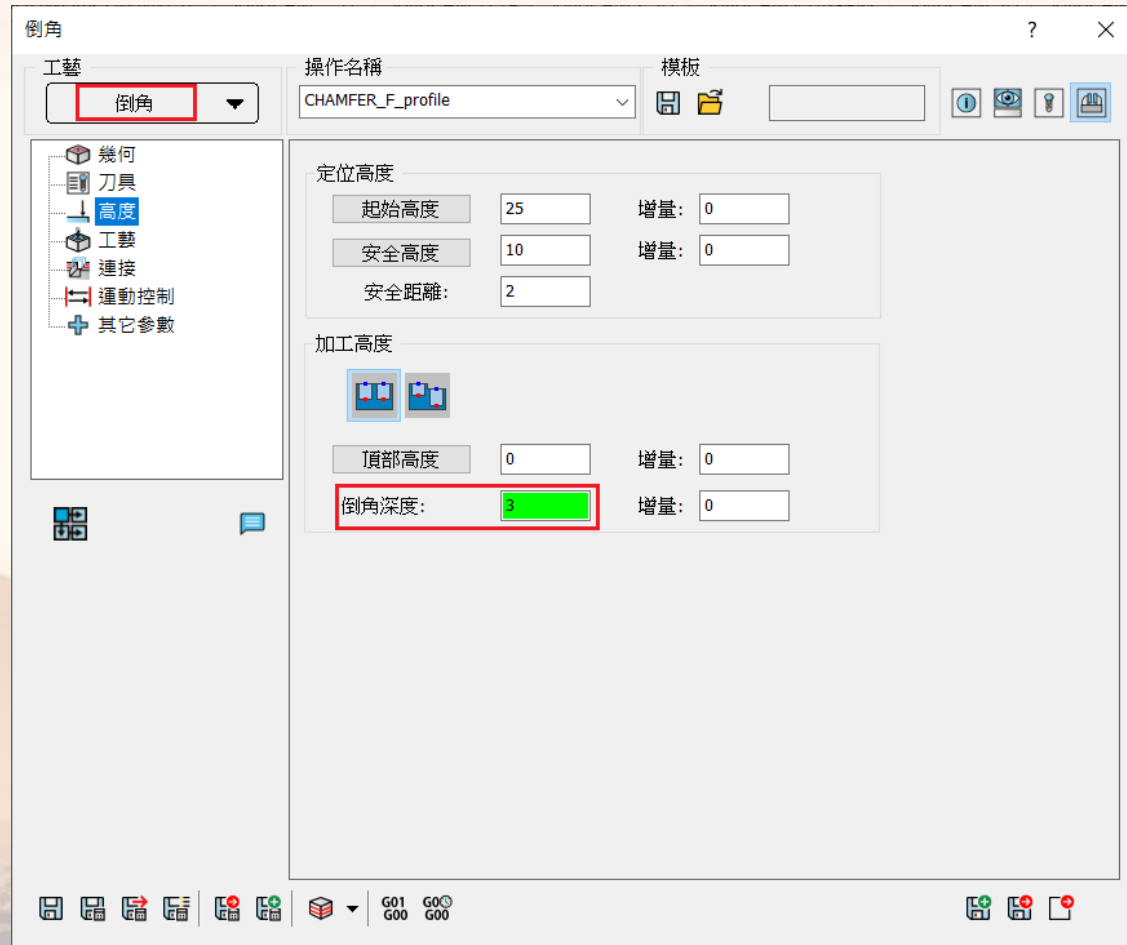 倒角
?
工藝
操作名稱
模板
倒角
CHAMFER_F_profile
幾何
刀具
高度
工藝
連接
運動控制
其它參數
定位高度
起始高度 25 增量: 0
安全高度 10 增量: 0
安全距離: 2
加工高度
頂部高度 0 增量: 0
倒角深度: 3 增量: 0
G01
G00
G00
G00